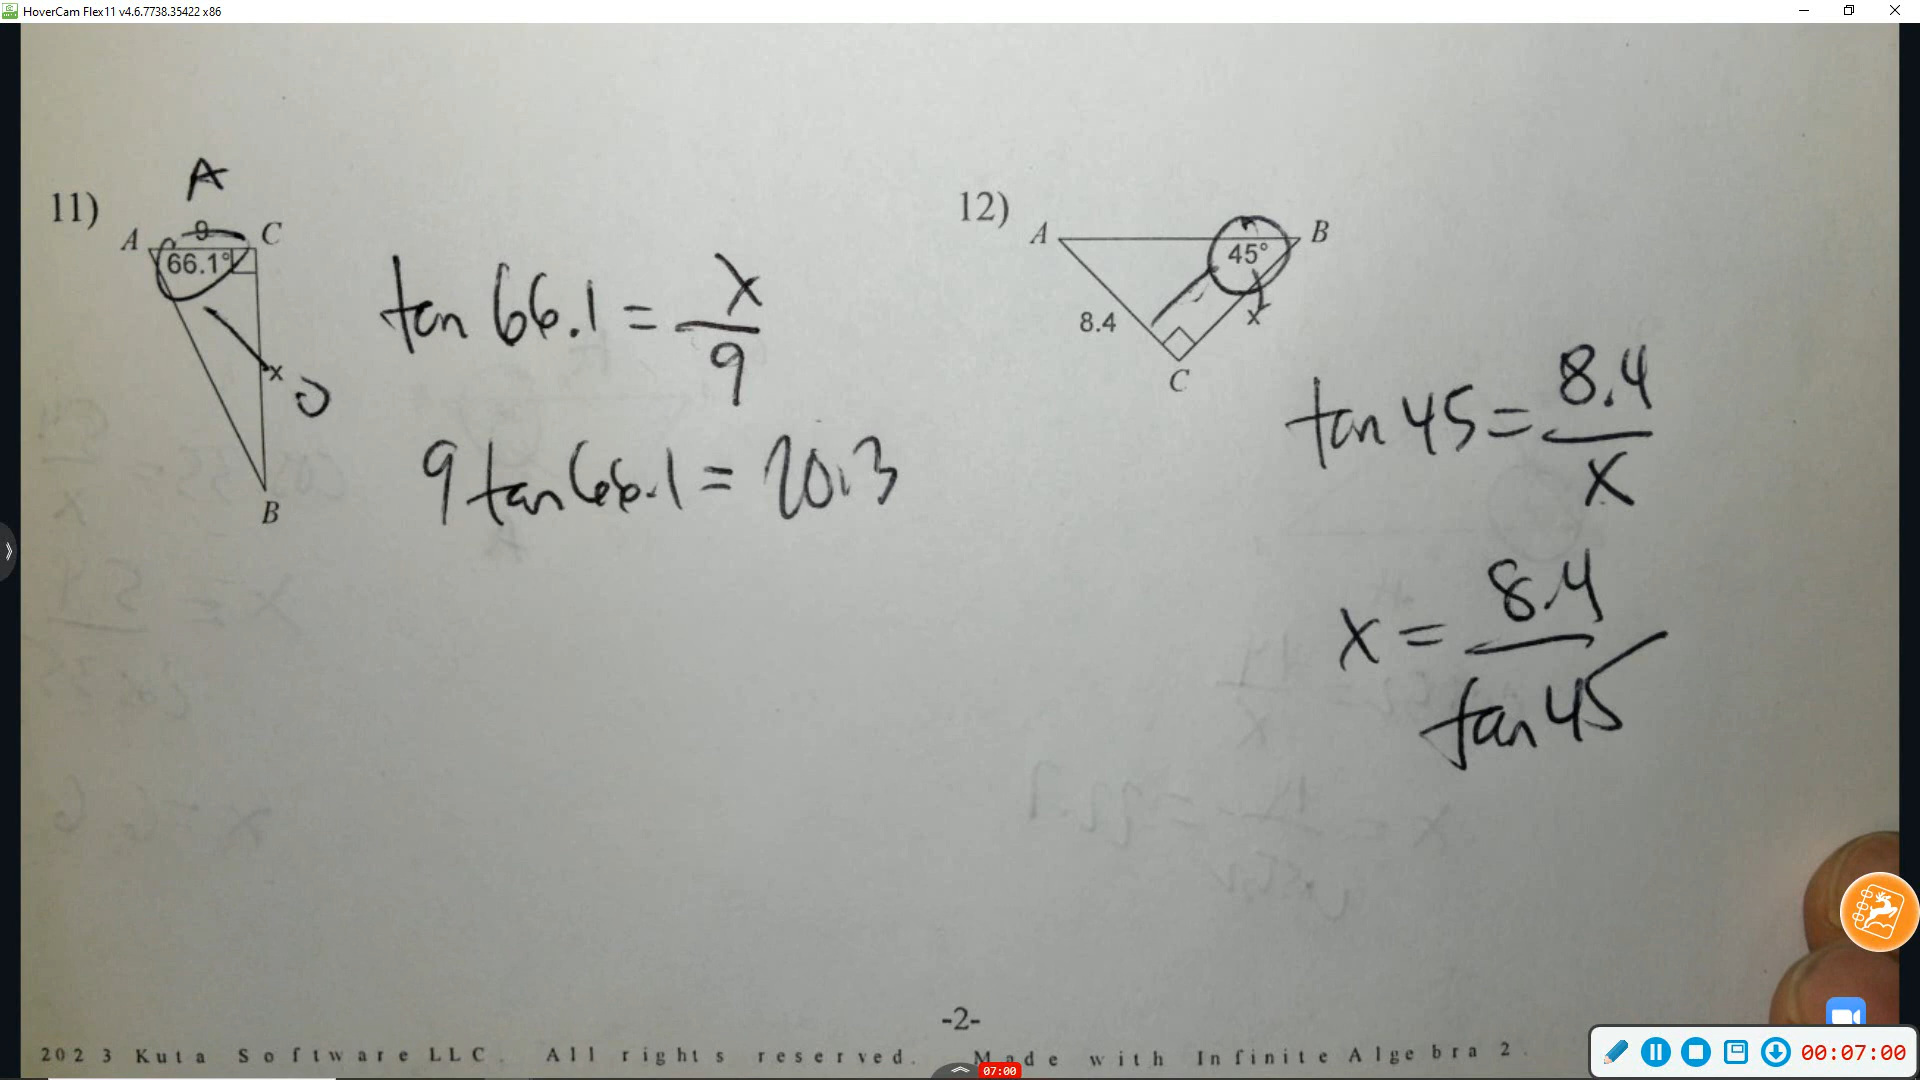 HoverCam Flex11 v4.6.7738.35422 x86
11)
A
A
9
C
66.1°
x
O
B
tan 66.1 = x/9
9 tan 66.1 = 20.3
12)
A
B
45°
8.4
x
C
tan 45 = 8.4/x
x = 8.4/tan 45
-2-
2023 Kuta Software LLC. All rights reserved. Made with Infinite Algebra 2.
07:00
00:07:00